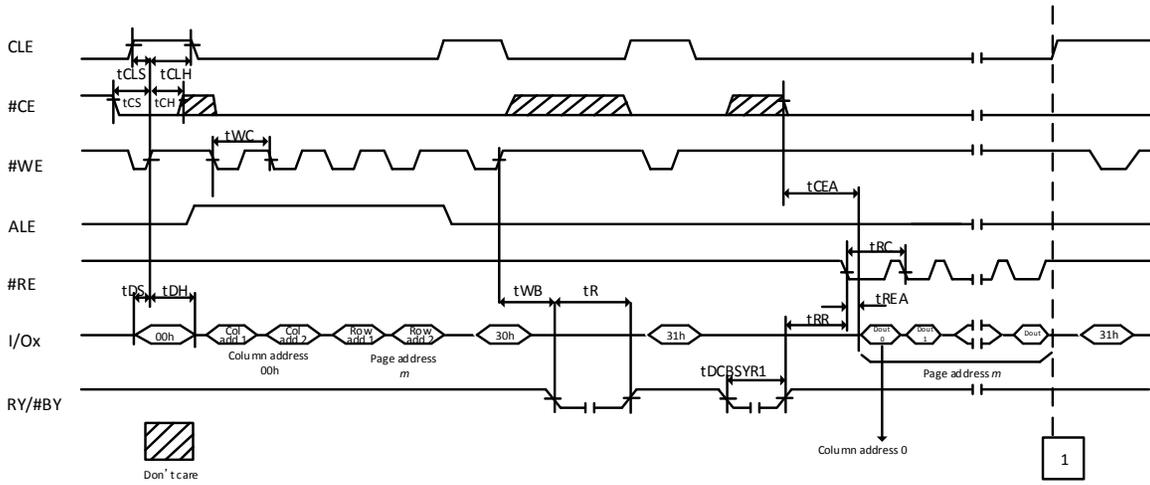 CLE
tCLS tCLH
#CE
tCS tCH
tWC
#WE
tCEA
ALE
tRC
#RE
tDS tDH tWB tR tREA
tRR
I/Ox
00h Col add 1 Col add 2 Row add 1 Row add 2 30h 31h Dout 0 Dout 1 Dout 31h
Column address
00h
Page address
m
tDCBSYR1
Page address m
RY/#BY
Column address 0
1
Don't care